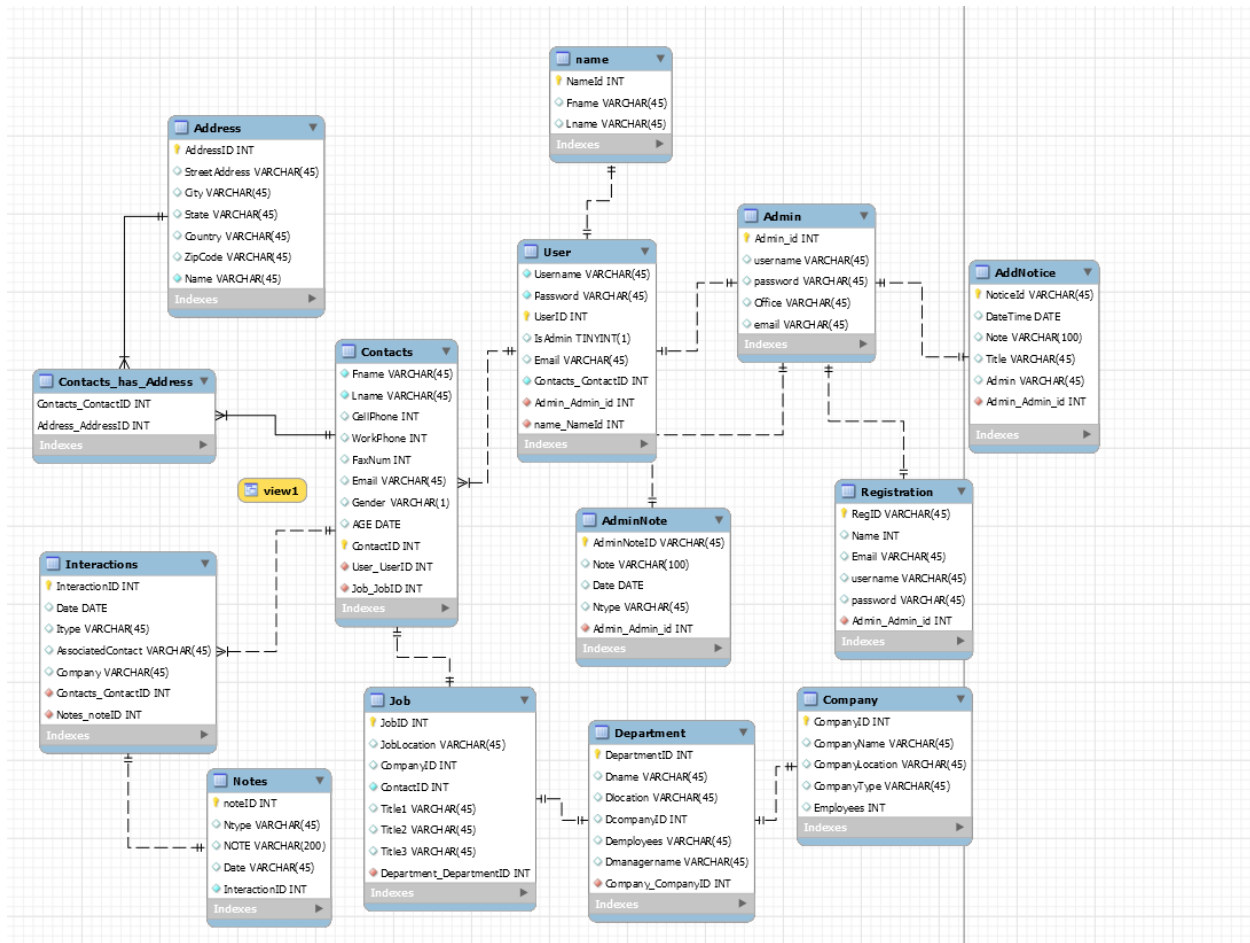 name
NameId INT
Fname VARCHAR(45)
Lname VARCHAR(45)
Indexes
Address
AddressID INT
StreetAddress VARCHAR(45)
City VARCHAR(45)
State VARCHAR(45)
Country VARCHAR(45)
ZipCode VARCHAR(45)
Name VARCHAR(45)
Indexes
Admin
Admin_id INT
username VARCHAR(45)
password VARCHAR(45)
Office VARCHAR(45)
email VARCHAR(45)
Indexes
User
Username VARCHAR(45)
Password VARCHAR(45)
UserID INT
IsAdmin TINYINT(1)
Email VARCHAR(45)
Contacts_ContactID INT
Admin_Admin_id INT
name_NameId INT
Indexes
AddNotice
NoticeId VARCHAR(45)
DateTime DATE
Note VARCHAR(100)
Title VARCHAR(45)
Admin VARCHAR(45)
Admin_Admin_id INT
Indexes
Contacts
Fname VARCHAR(45)
Lname VARCHAR(45)
CellPhone INT
WorkPhone INT
FaxNum INT
Email VARCHAR(45)
Gender VARCHAR(1)
AGE DATE
ContactID INT
User_UserID INT
Job_JobID INT
Indexes
Contacts_has_Address
Contacts_ContactID INT
Address_AddressID INT
Indexes
view1
Registration
RegID VARCHAR(45)
Name INT
Email VARCHAR(45)
username VARCHAR(45)
password VARCHAR(45)
Admin_Admin_id INT
Indexes
AdminNote
AdminNoteID VARCHAR(45)
Note VARCHAR(100)
Date DATE
Ntype VARCHAR(45)
Admin_Admin_id INT
Indexes
Interactions
InteractionID INT
Date DATE
Itype VARCHAR(45)
AssociatedContact VARCHAR(45)
Company VARCHAR(45)
Contacts_ContactID INT
Notes_noteID INT
Indexes
Job
JobID INT
JobLocation VARCHAR(45)
CompanyID INT
ContactID INT
Title1 VARCHAR(45)
Title2 VARCHAR(45)
Title3 VARCHAR(45)
Department_DepartmentID INT
Indexes
Company
CompanyID INT
CompanyName VARCHAR(45)
CompanyLocation VARCHAR(45)
CompanyType VARCHAR(45)
Employees INT
Indexes
Department
DepartmentID INT
Dname VARCHAR(45)
Dlocation VARCHAR(45)
DcompanyID INT
Demployees VARCHAR(45)
Dmanagername VARCHAR(45)
Company_CompanyID INT
Indexes
Notes
noteID INT
Ntype VARCHAR(45)
NOTE VARCHAR(200)
Date VARCHAR(45)
InteractionID INT
Indexes